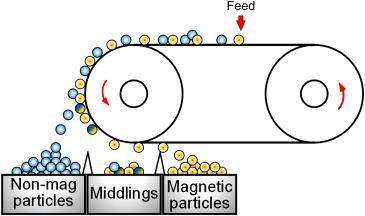 Feed
Non-mag
particles
Middlings
Magnetic
particles